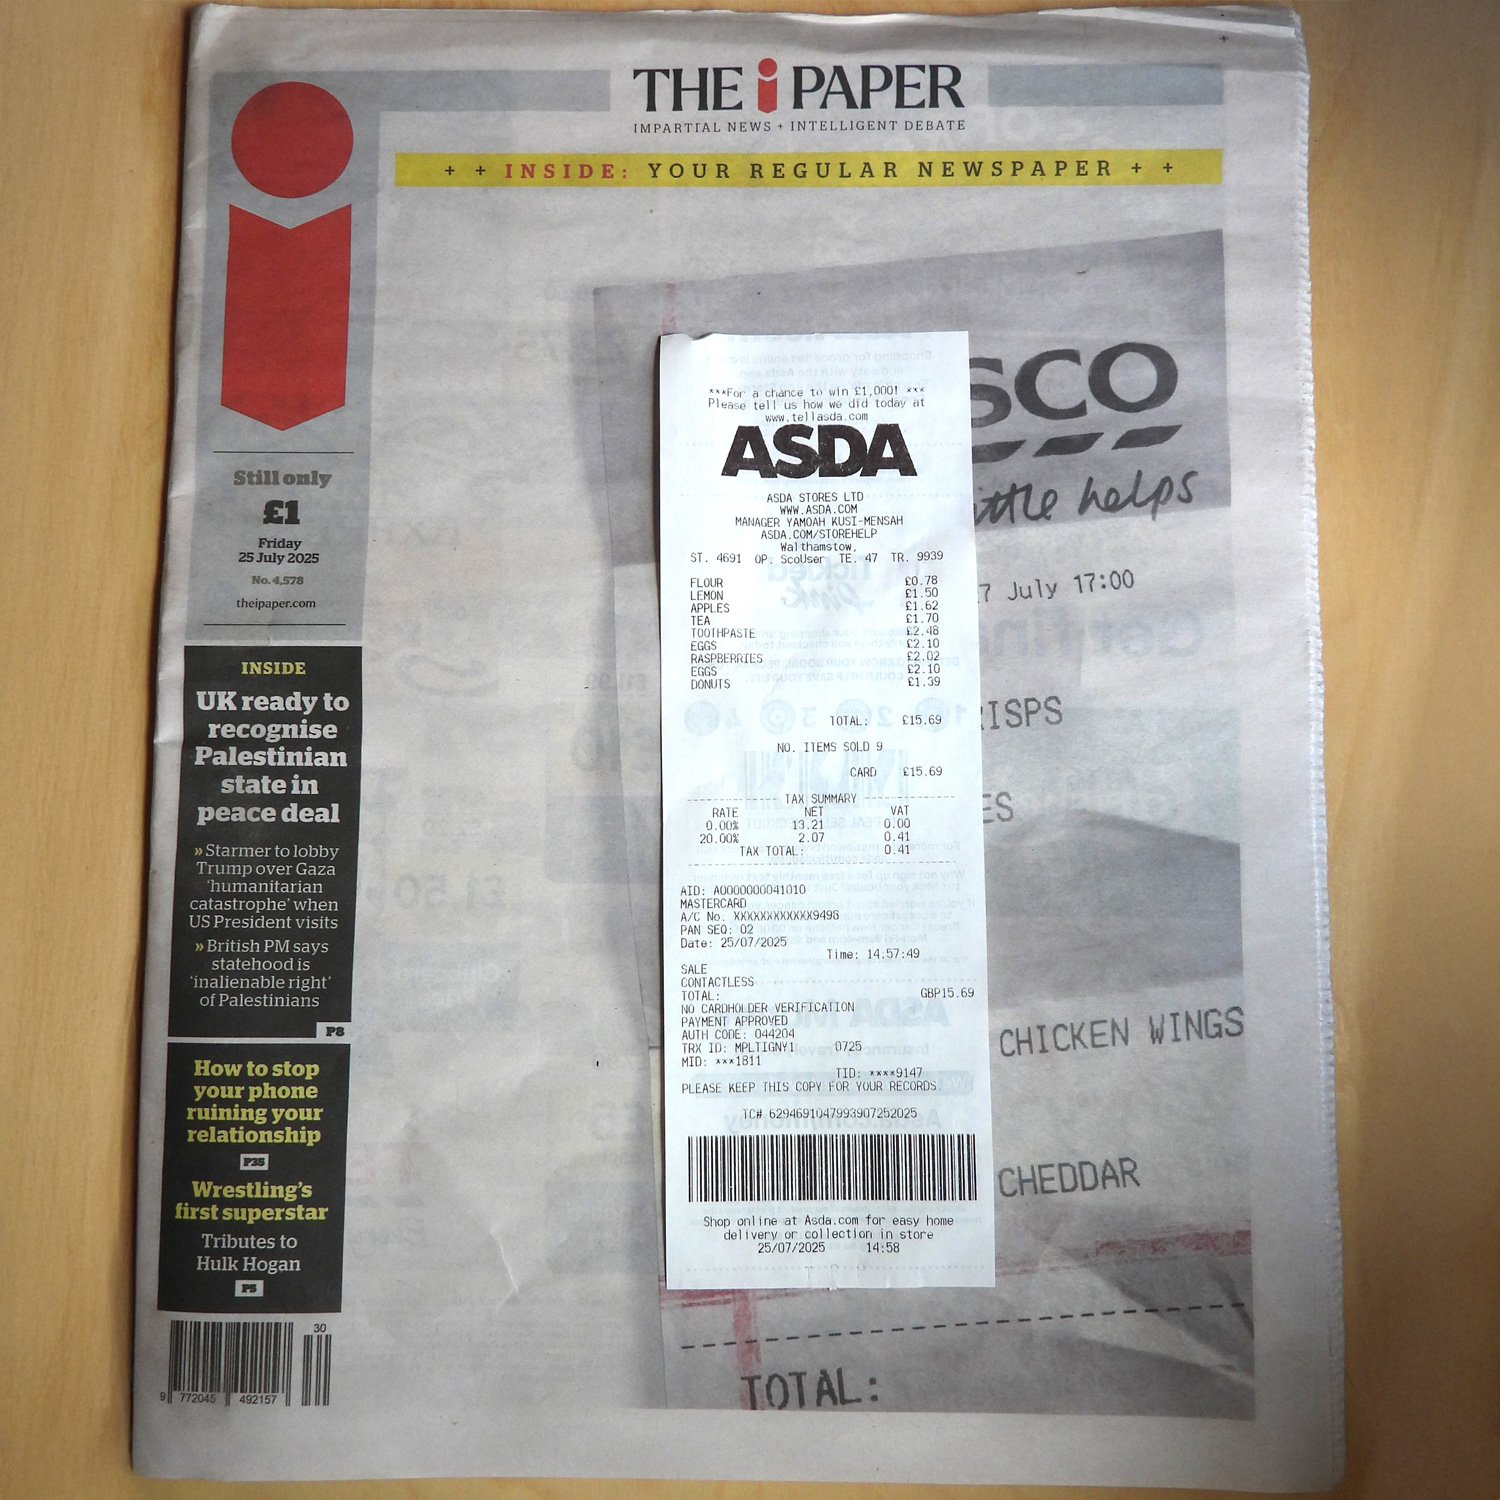 THE i PAPER
IMPARTIAL NEWS + INTELLIGENT DEBATE
+ + INSIDE: YOUR REGULAR NEWSPAPER + +
Still only
£1
Friday
25 July 2025
No. 4,578
theipaper.com
INSIDE
UK ready to
recognise
Palestinian
state in
peace deal
» Starmer to lobby
Trump over Gaza
‘humanitarian
catastrophe’ when
US President visits
» British PM says
statehood is
‘inalienable right’
of Palestinians
P8
How to stop
your phone
ruining your
relationship
P35
Wrestling’s
first superstar
Tributes to
Hulk Hogan
P5
30
9 772045 492157
***For a chance to win £1,000! ***
Please tell us how we did today at
www.tellasda.com
ASDA
ASDA STORES LTD
WWW.ASDA.COM
MANAGER YAMOAH KUSI-MENSAH
ASDA.COM/STOREHELP
Walthamstow,
ST. 4691 OP. ScoUser TE. 47 TR. 9939
FLOUR £0.78
LEMON £1.50
APPLES £1.62
TEA £1.70
TOOTHPASTE £2.48
EGGS £2.10
RASPBERRIES £2.02
EGGS £2.10
DONUTS £1.39
TOTAL: £15.69
NO. ITEMS SOLD 9
CARD £15.69
TAX SUMMARY
RATE NET VAT
0.00% 13.21 0.00
20.00% 2.07 0.41
TAX TOTAL: 0.41
AID: A0000000041010
MASTERCARD
A/C No. XXXXXXXXXXXX9498
PAN SEQ: 02
Date: 25/07/2025
Time: 14:57:49
SALE
CONTACTLESS
TOTAL: GBP15.69
NO CARDHOLDER VERIFICATION
PAYMENT APPROVED
AUTH CODE: 044204
TRX ID: MPLTIGNY1 0725
MID: ***1811
TID: ****9147
PLEASE KEEP THIS COPY FOR YOUR RECORDS
TC# 6294691047993907252025
Shop online at Asda.com for easy home
delivery or collection in store
25/07/2025 14:58
SCO
ittle helps
7 July 17:00
RISPS
ES
CHICKEN WINGS
CHEDDAR
TOTAL: